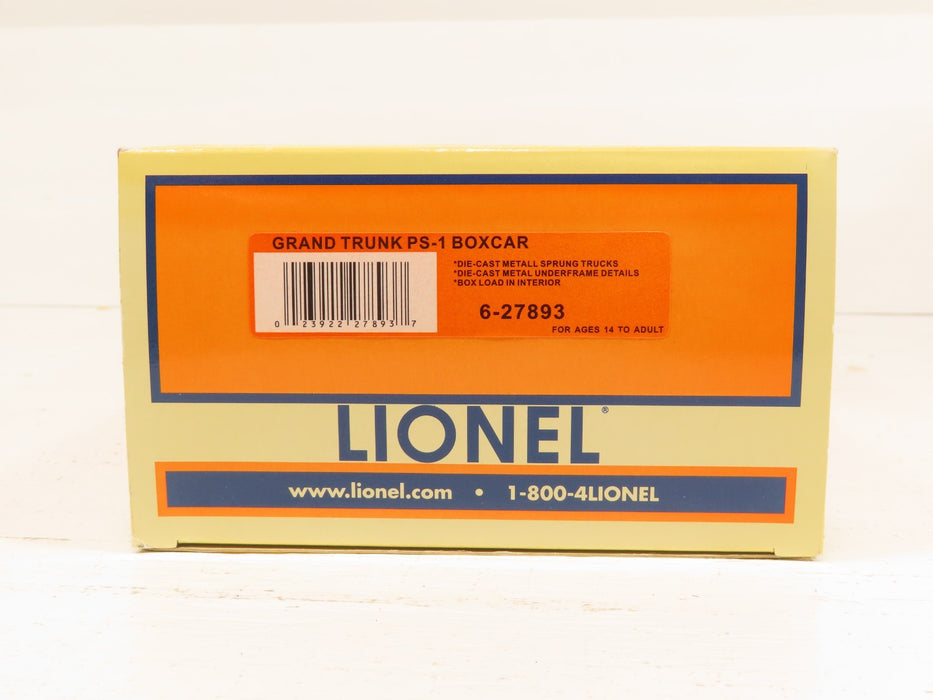 GRAND TRUNK PS-1 BOXCAR
*DIE-CAST METALL SPRUNG TRUCKS
*DIE-CAST METAL UNDERFRAME DETAILS
*BOX LOAD IN INTERIOR
0 23922 27893 7
6-27893
FOR AGES 14 TO ADULT
LIONEL®
www.lionel.com • 1-800-4LIONEL